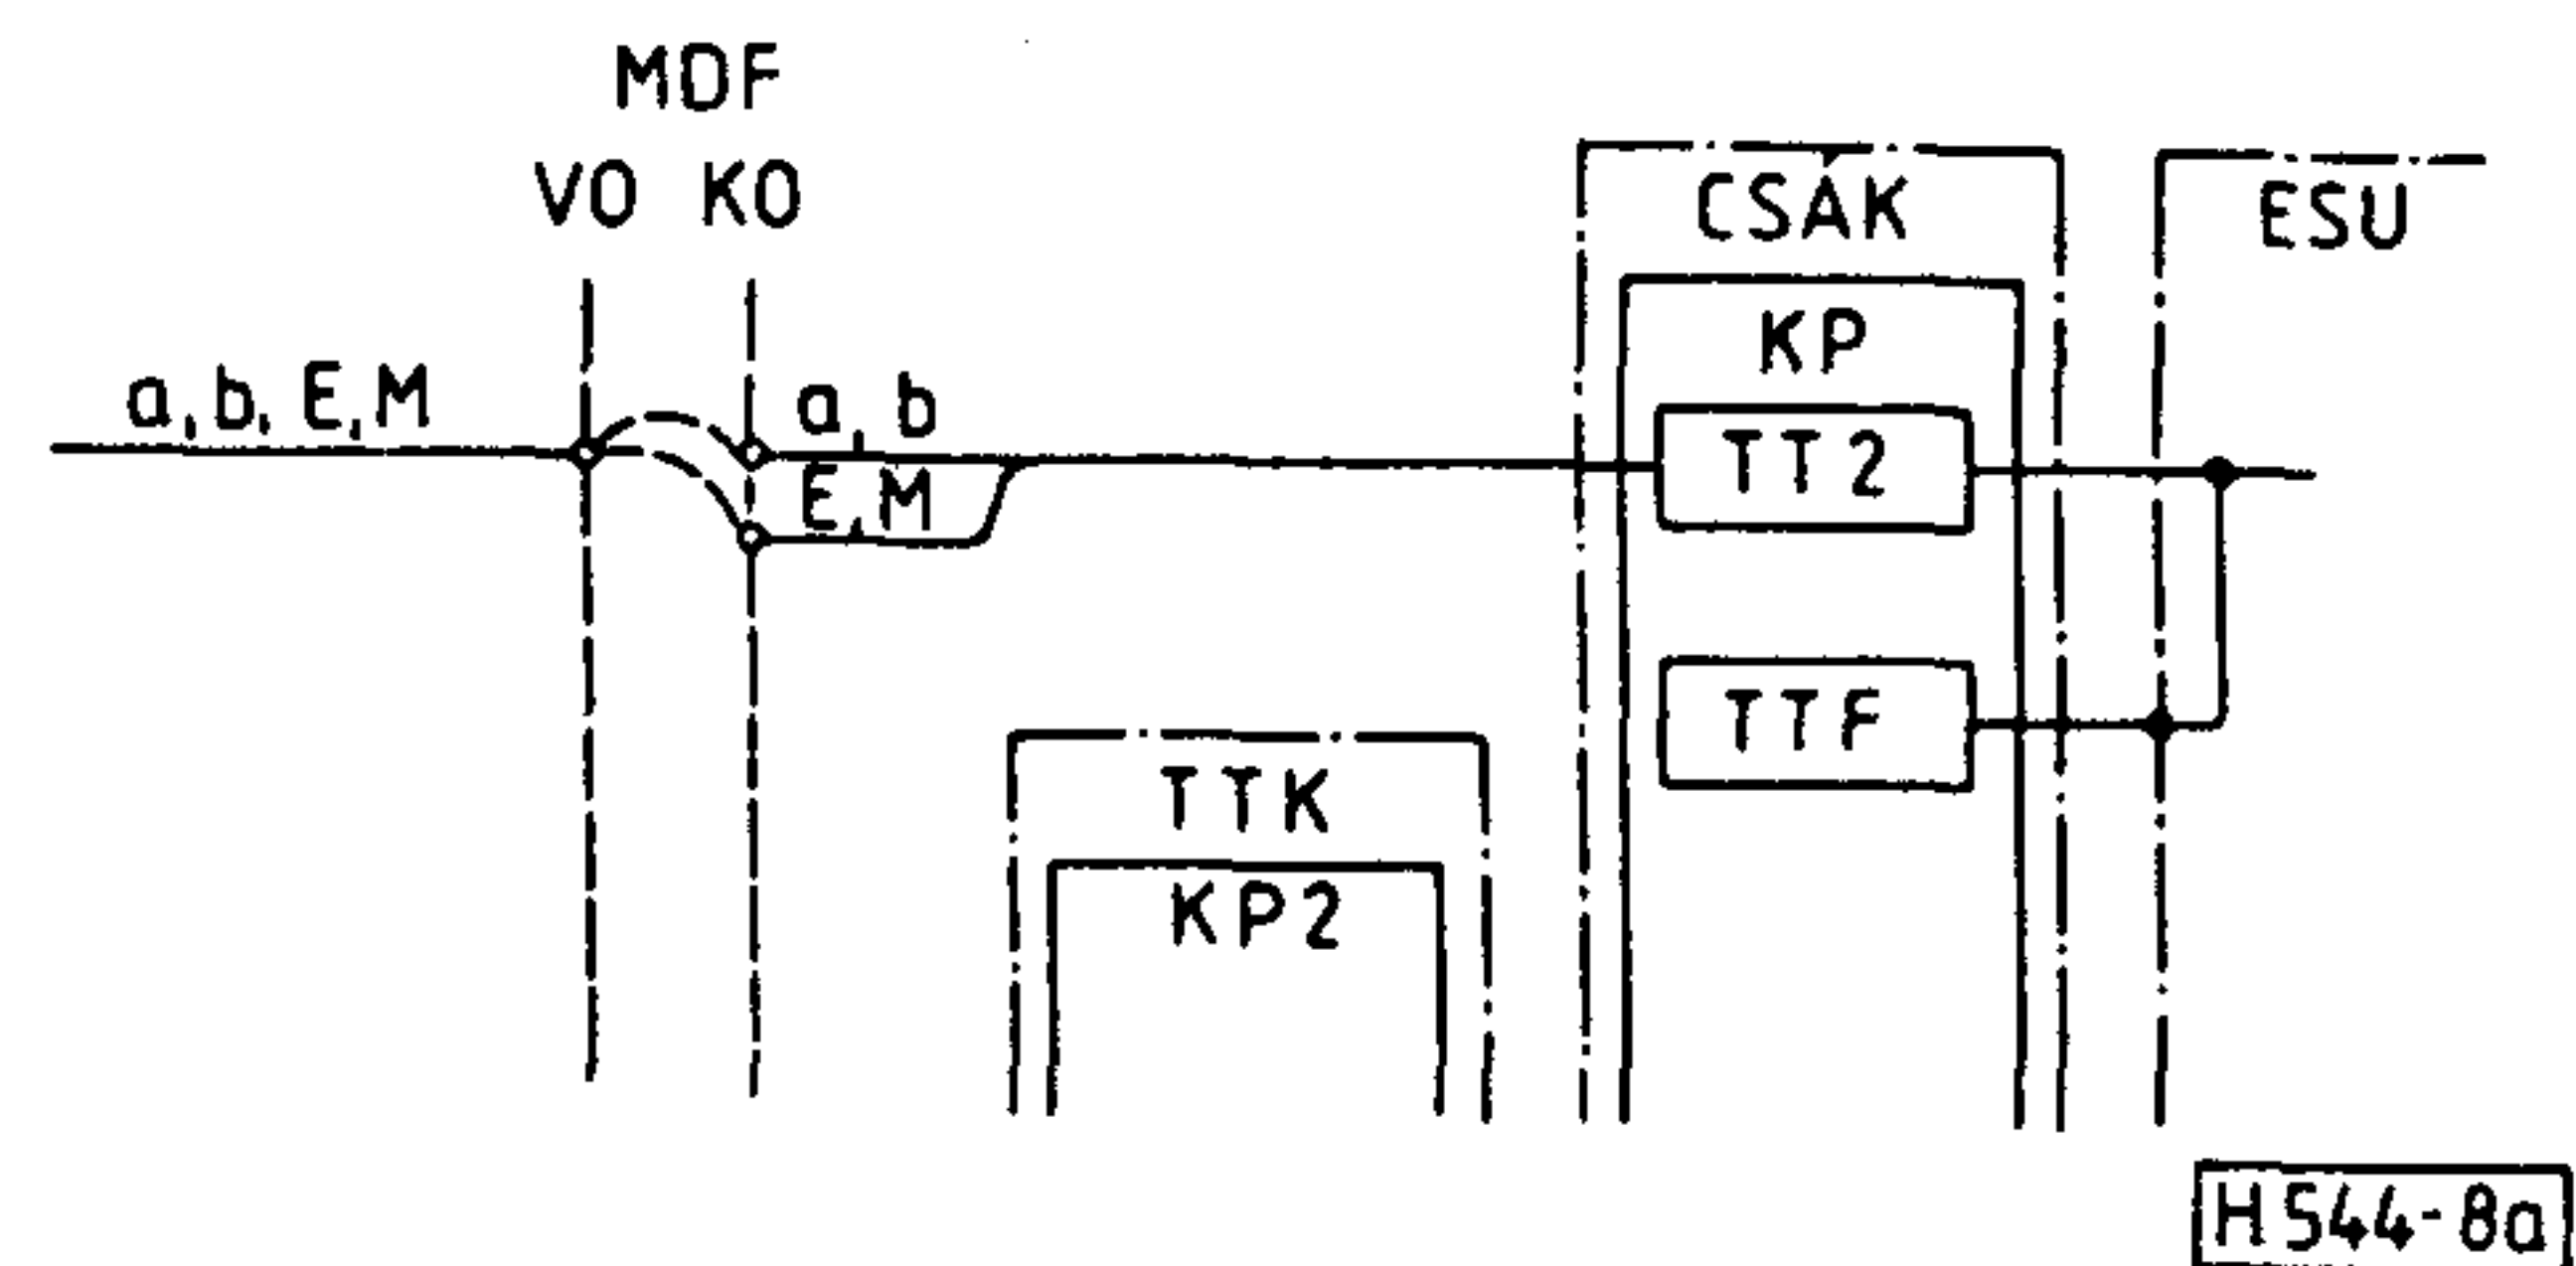 MDF
VO KO
a, b, E, M
a, b
E, M
CSÁK
KP
TT2
TTF
ESU
TTK
KP2
H544-8a